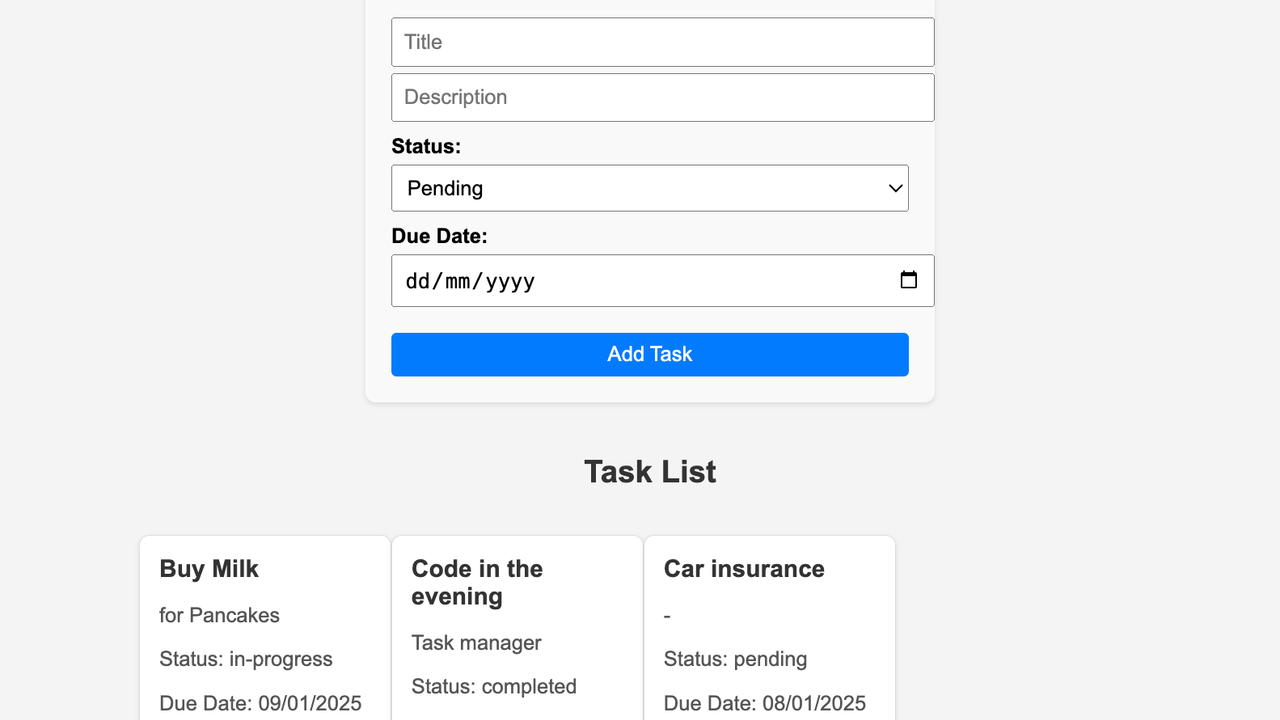 Title
Description
Status:
Pending
Due Date:
dd/mm/yyyy
Add Task
Task List
Buy Milk
for Pancakes
Status: in-progress
Due Date: 09/01/2025
Code in the
evening
Task manager
Status: completed
Car insurance
-
Status: pending
Due Date: 08/01/2025